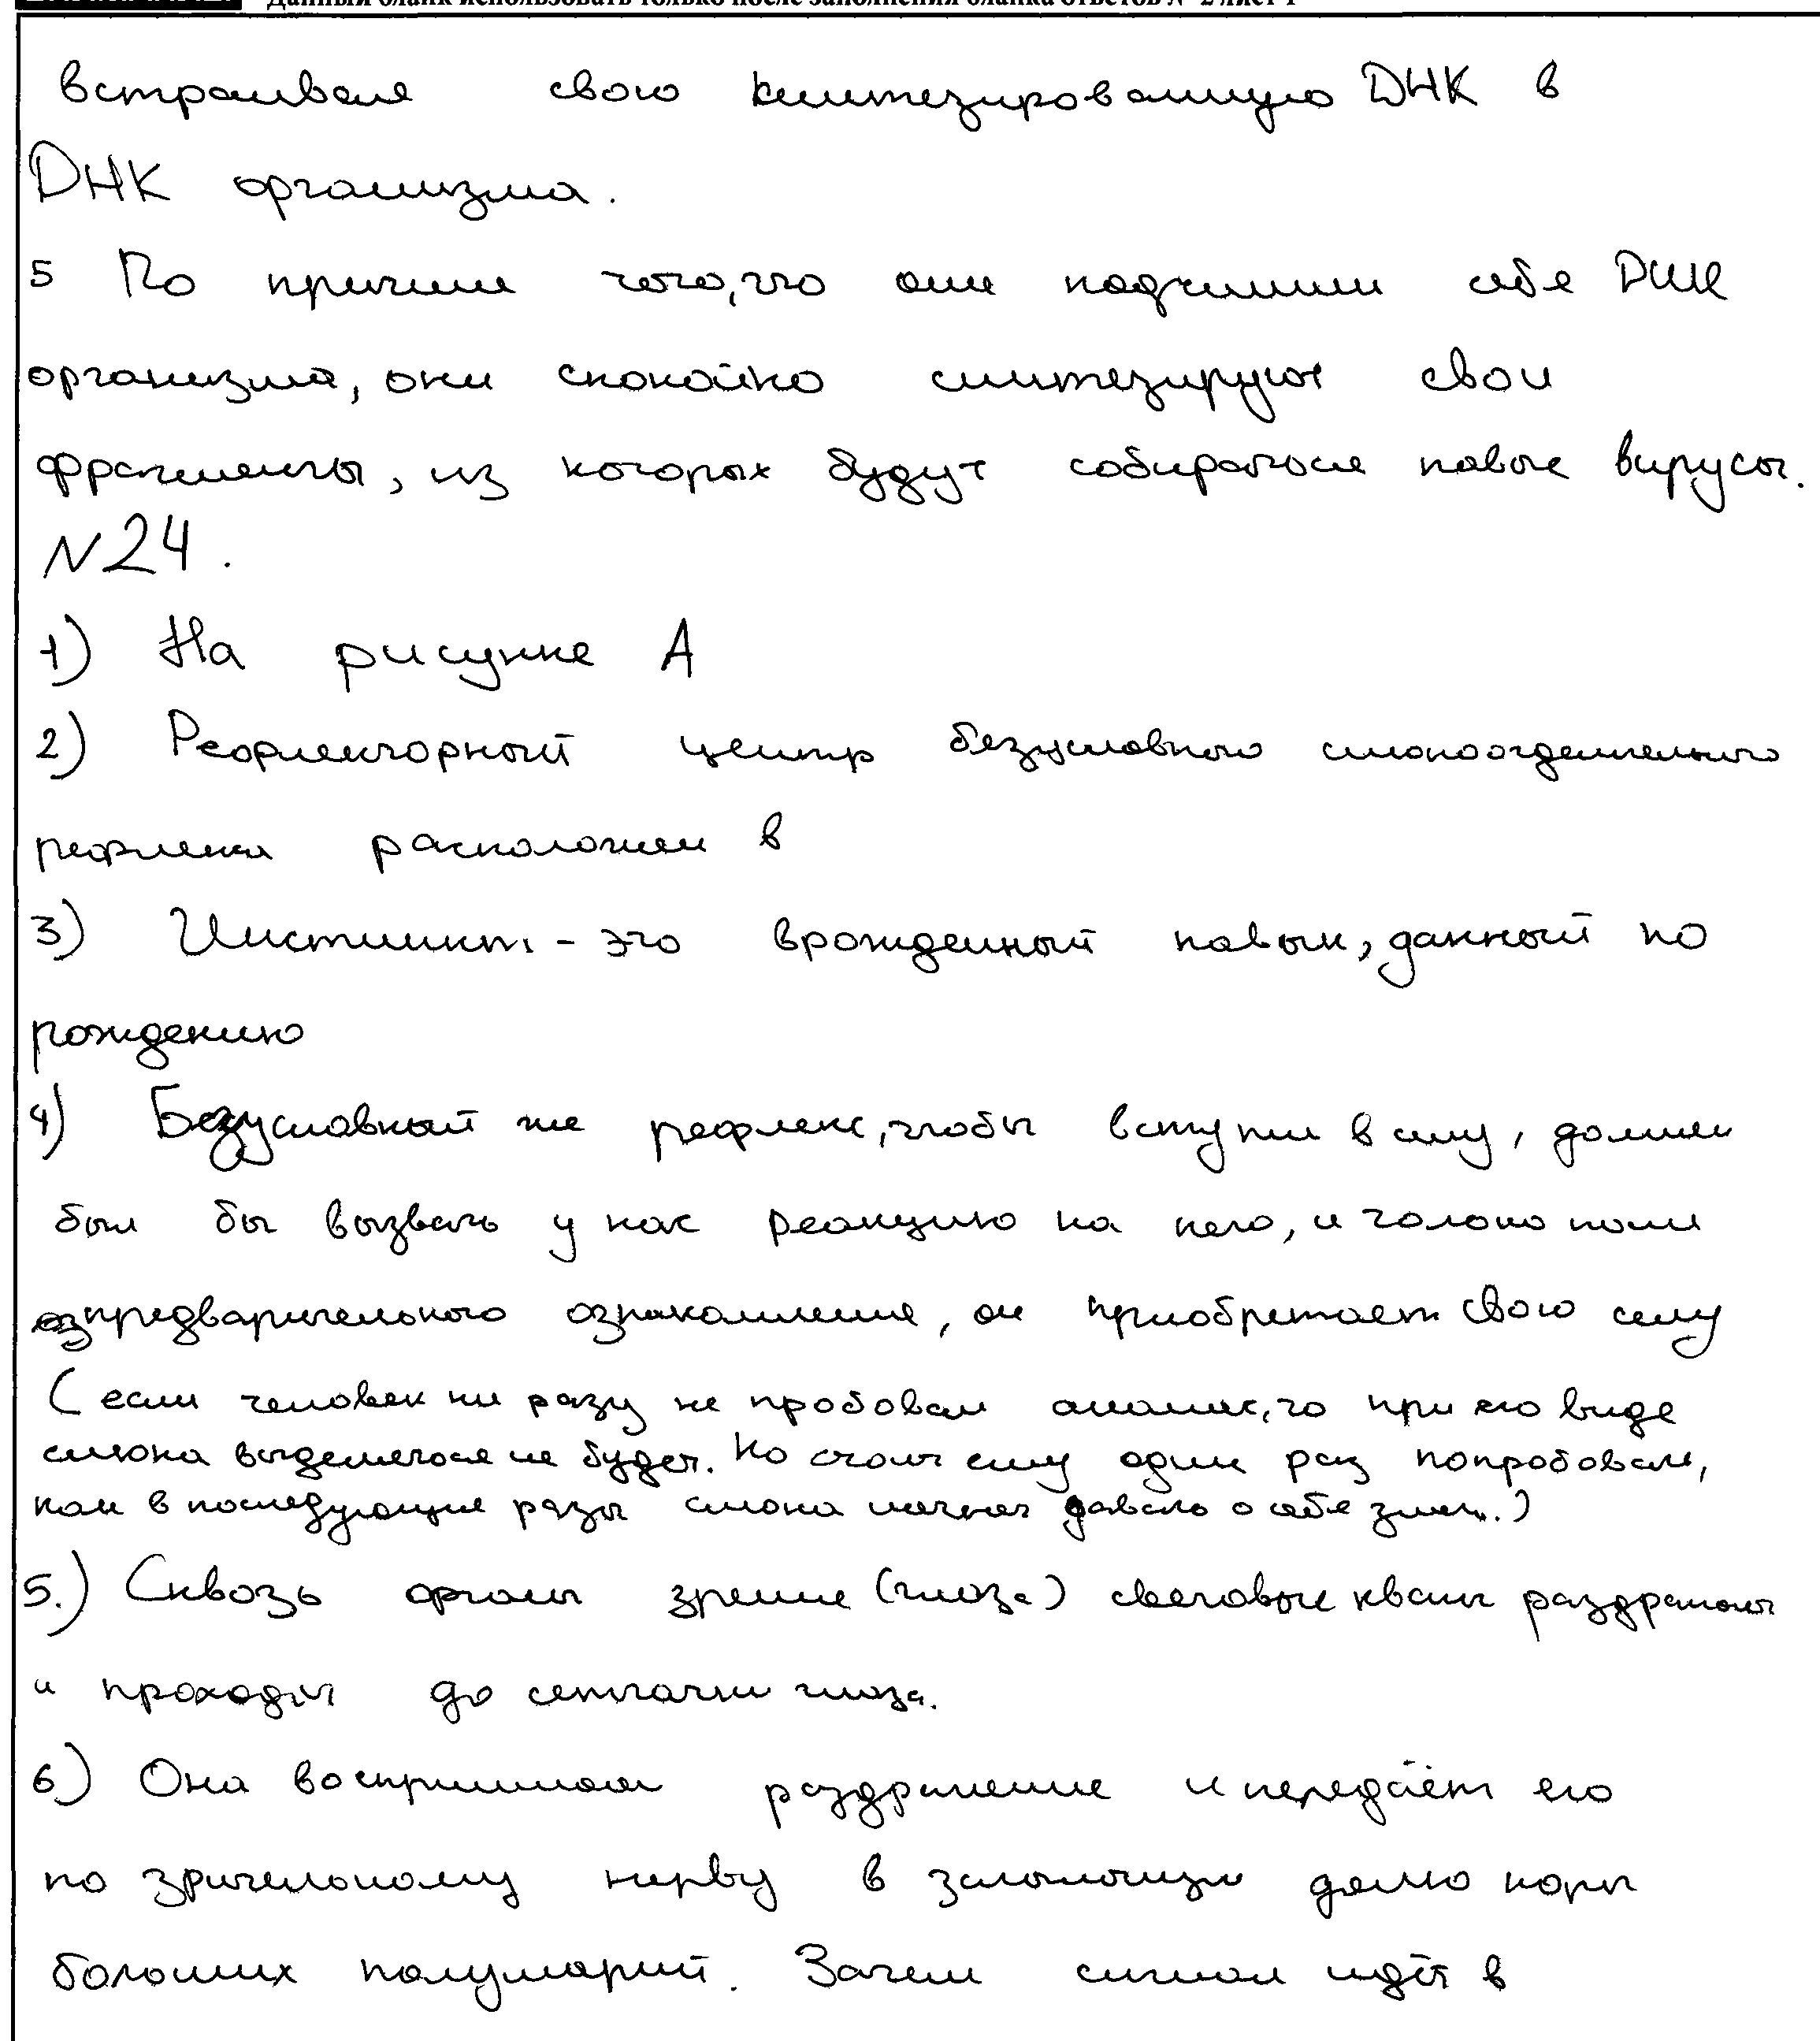 Данный бланк использовать только после заполнения бланка ответов № 2 лист 1
встраивая свою синтезированную ДНК в
ДНК организма.
5 По причине того, что они подчинили себе ДНК
организма, они спокойно синтезируют свои
фрагменты, из которых будут собираться новые вирусы.
N24.
1) На рисунке А
2) Рефлекторный центр безусловного слюноотделительного
рефлекса расположен в
3) Инстинкт - это врожденный навык, данный по
рождению
4) Безусловный же рефлекс, чтобы вступить в силу, должен
был бы вызвать у нас реакцию на него, и только после
предварительного ознакомления, он приобретает свою силу
(если человек ни разу не пробовал ананас, то при его виде
слюна выделяться не будет. Но стоит ему один раз попробовать,
как в последующие разы слюна начнет давать о себе знать.)
5.) Сквозь органы зрения (глаза) световые кванты раздражают
и проходят до сетчатки глаза.
6) Она воспринимает раздражение и передаёт его
по зрительному нерву в затылочную долю коры
больших полушарий. Зачем сигнал идёт в